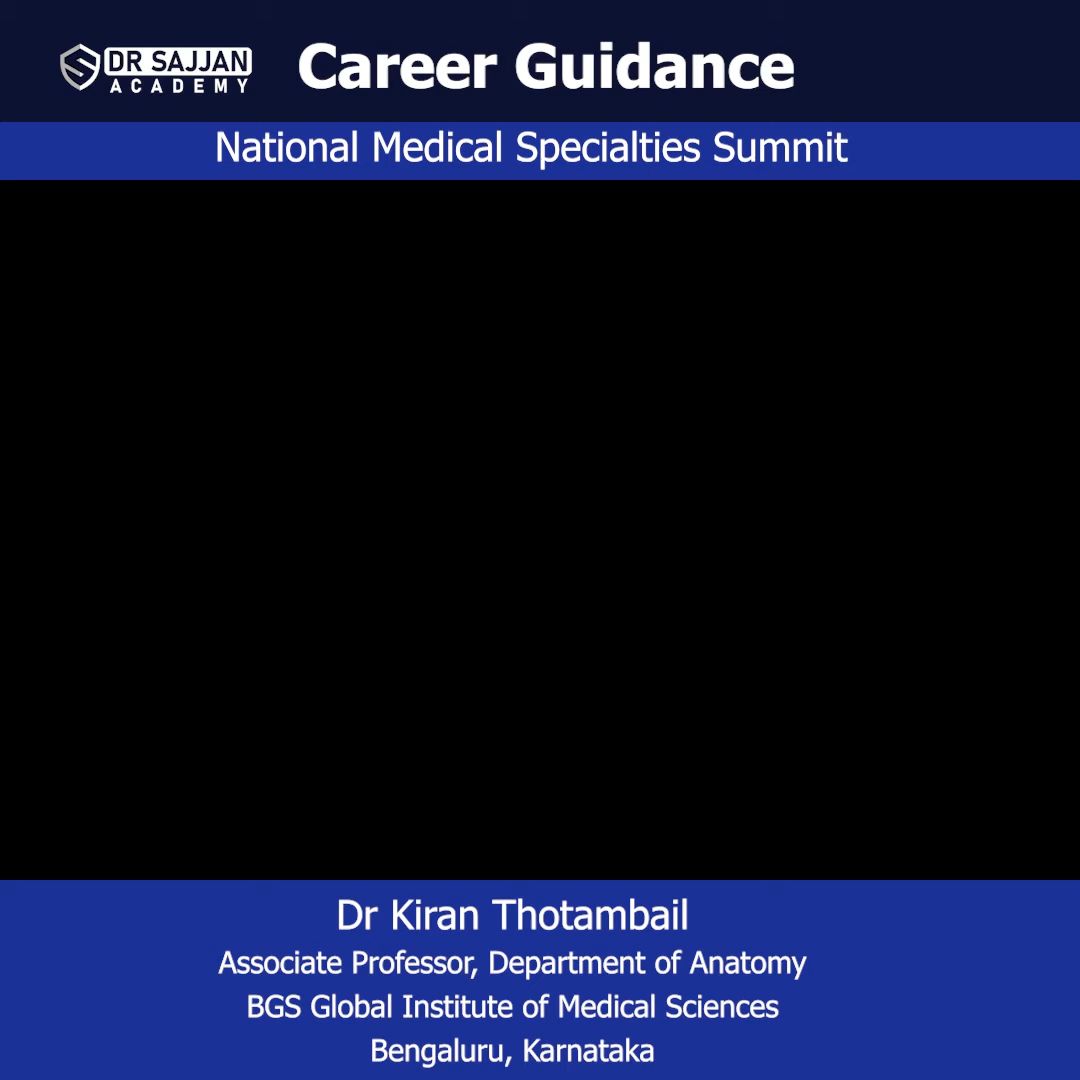 DR SAJJAN
ACADEMY
Career Guidance
National Medical Specialties Summit
Dr Kiran Thotambail
Associate Professor, Department of Anatomy
BGS Global Institute of Medical Sciences
Bengaluru, Karnataka